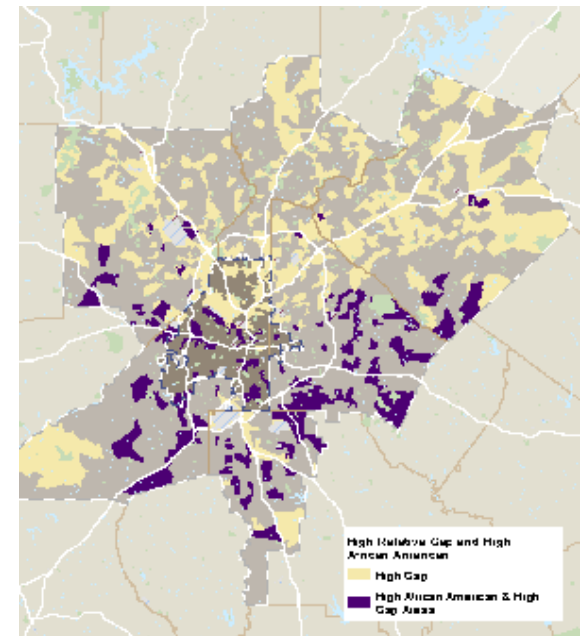 High Relative Gap and High
African American
High Gap
High African American & High
Gap Areas